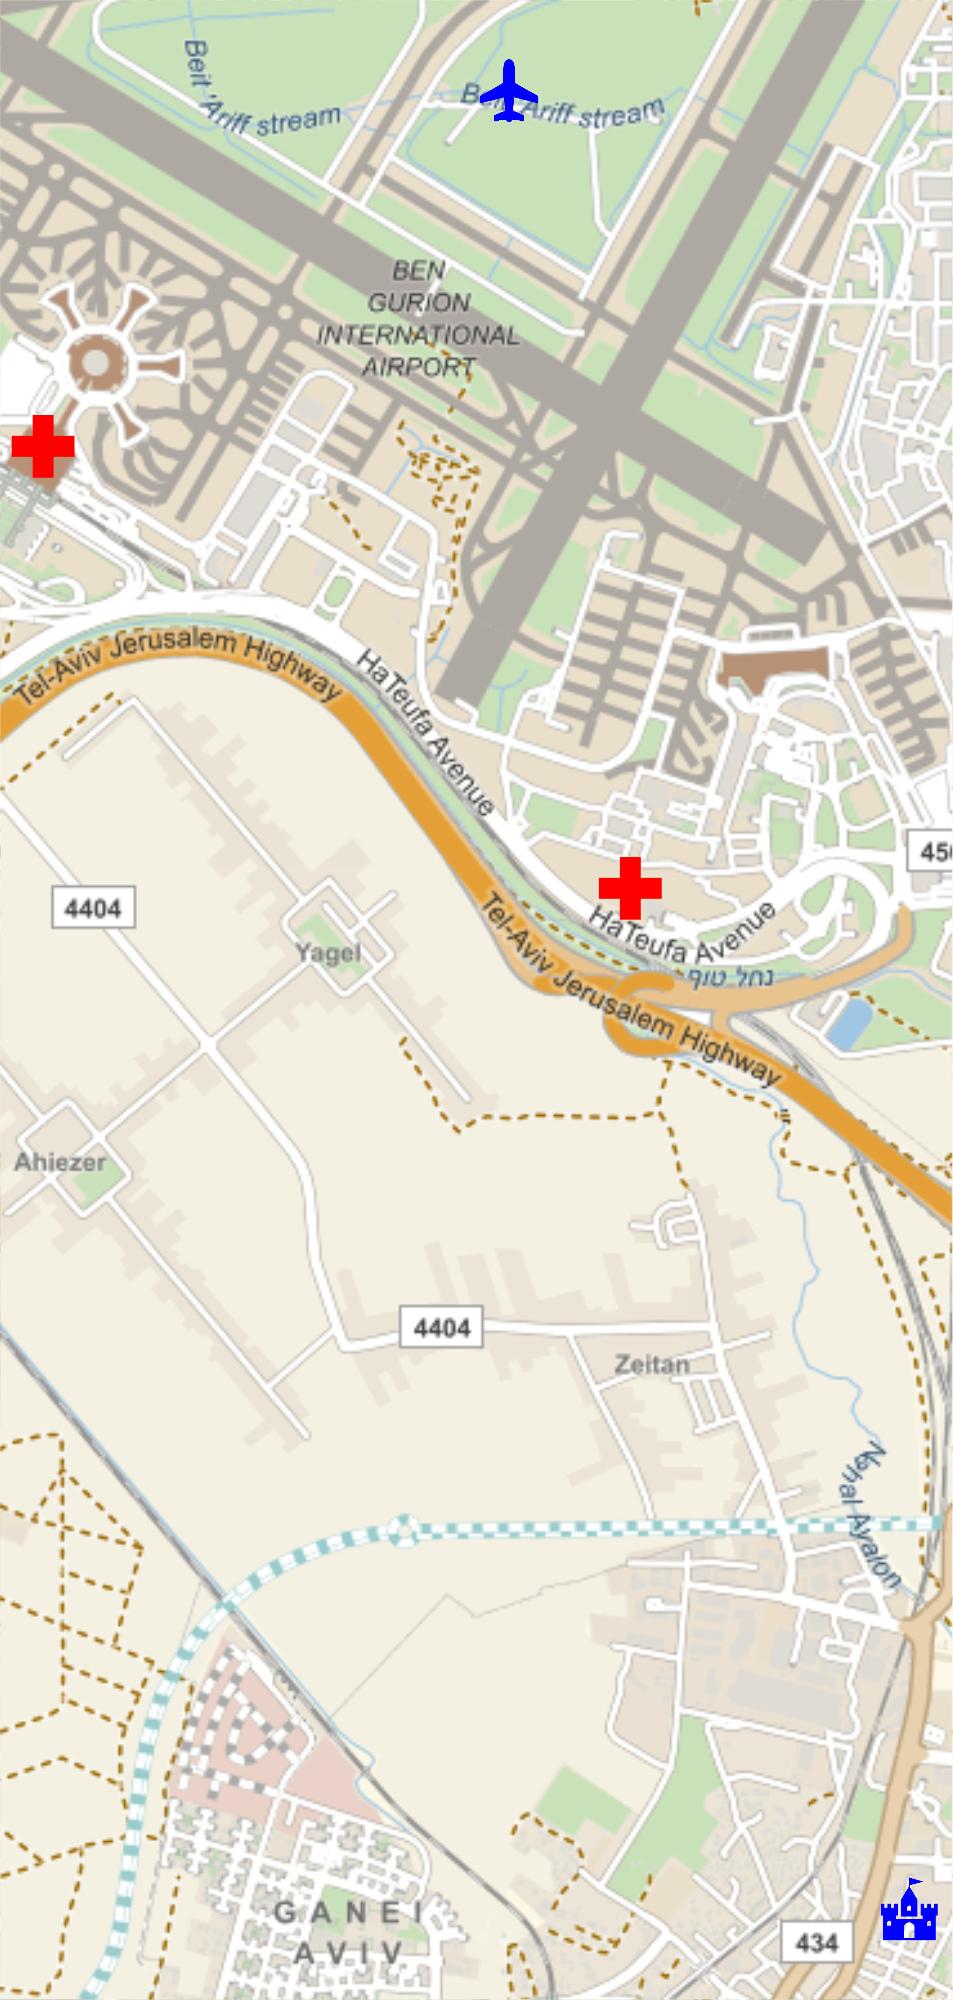 Beit 'Ariff stream
Beit 'Ariff stream
BEN
GURION
INTERNATIONAL
AIRPORT
Tel-Aviv Jerusalem Highway
HaTeufa Avenue
4404
Yagel
Tel-Aviv Jerusalem Highway
HaTeufa Avenue
נחל טוף
Ahiezer
4404
Zeitan
Nahal Ayalon
GANEI
AVIV
434